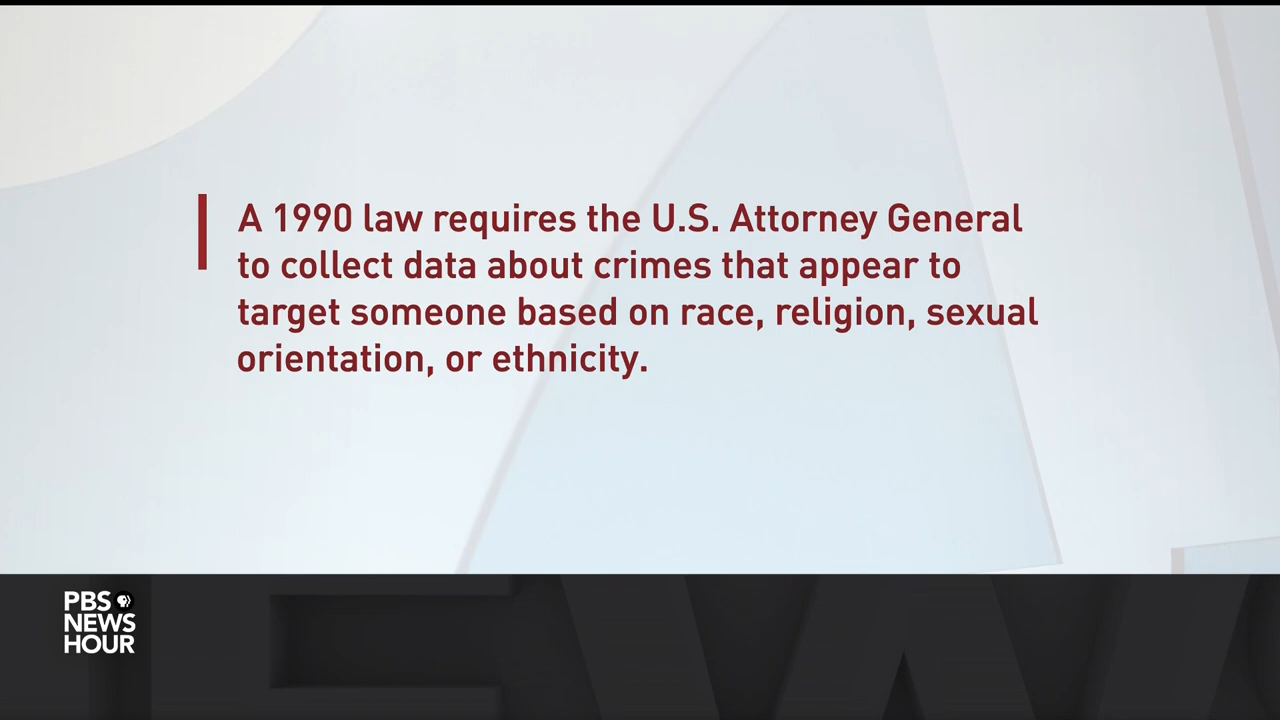 A 1990 law requires the U.S. Attorney General
to collect data about crimes that appear to
target someone based on race, religion, sexual
orientation, or ethnicity.
PBS
NEWS
HOUR